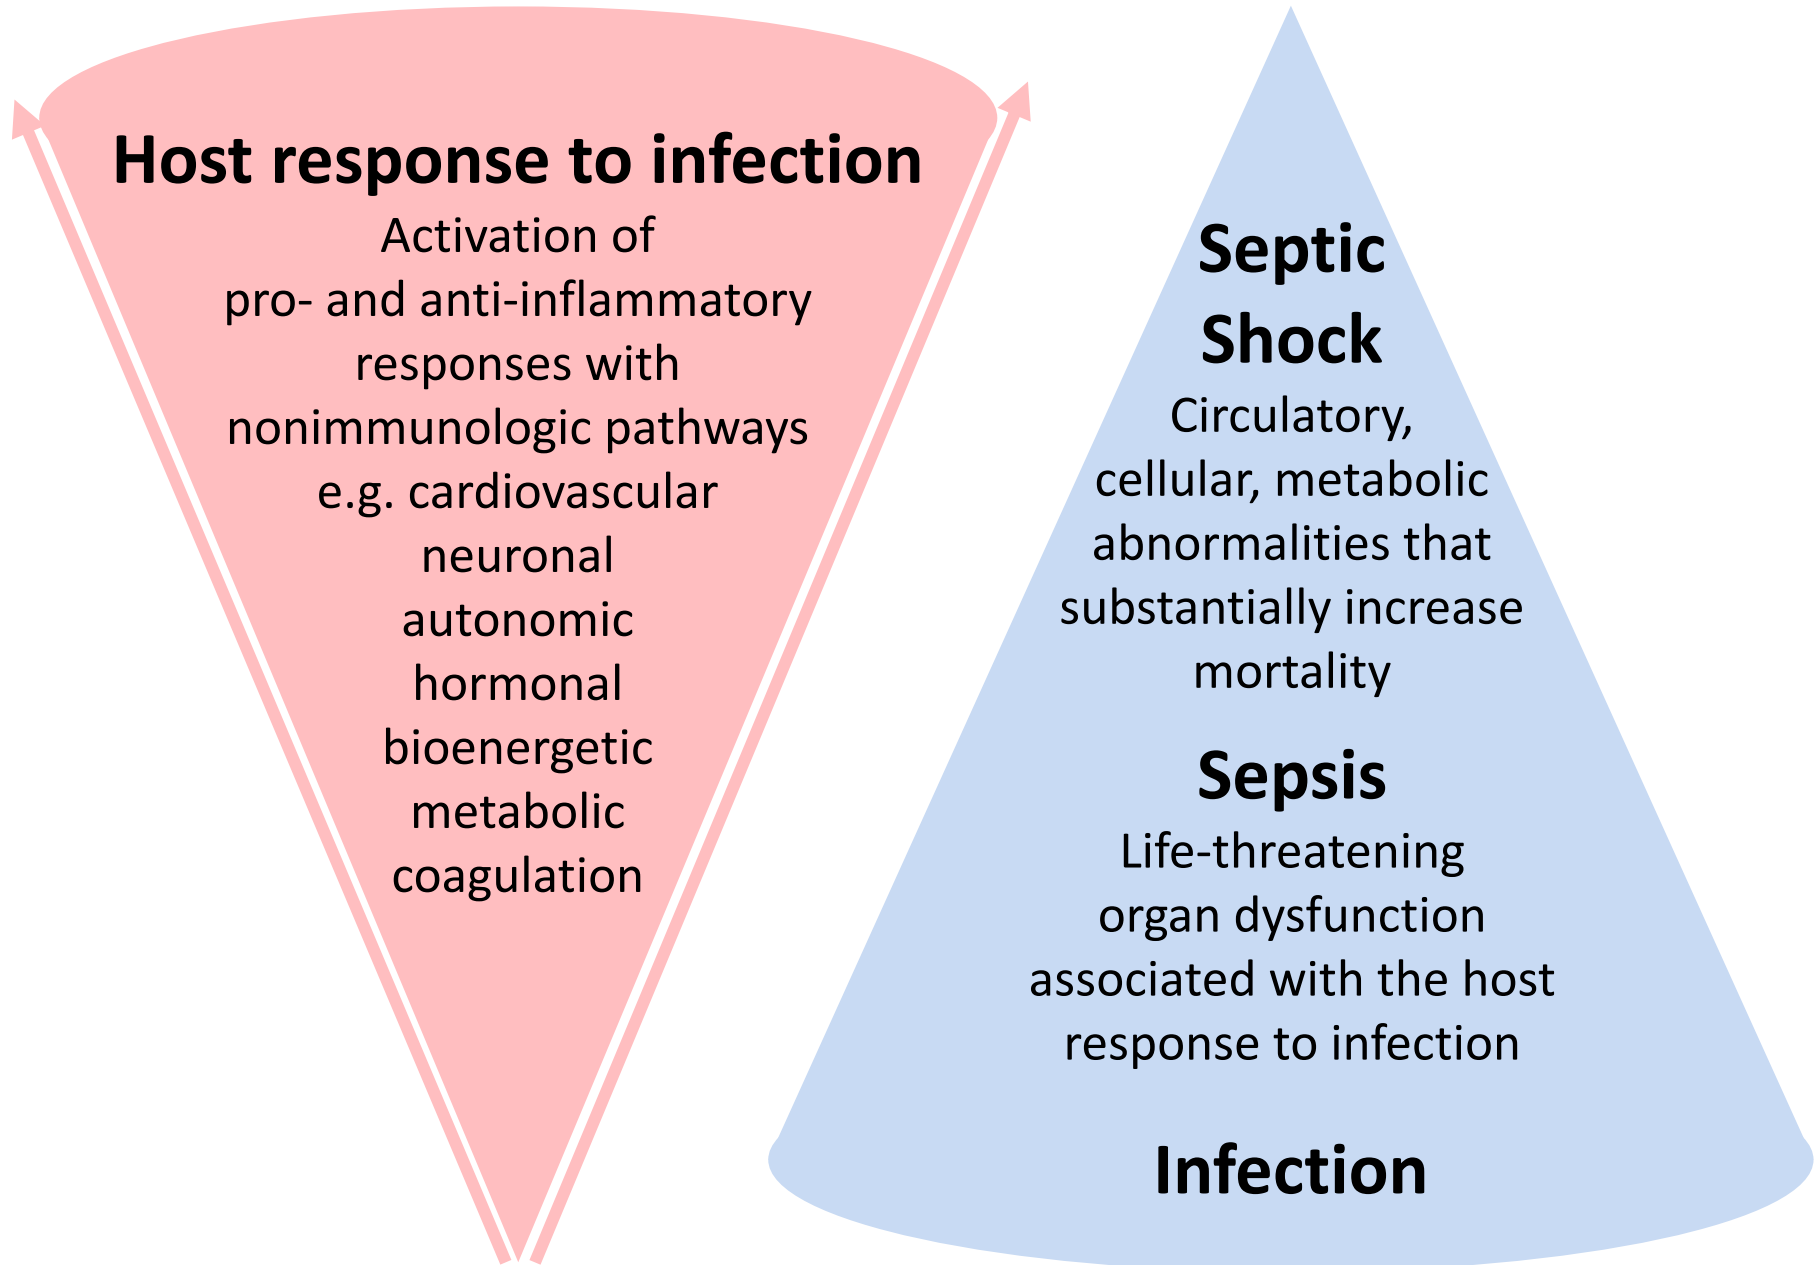 Host response to infection
Activation of
pro- and anti-inflammatory
responses with
nonimmunologic pathways
e.g. cardiovascular
neuronal
autonomic
hormonal
bioenergetic
metabolic
coagulation
Septic
Shock
Circulatory,
cellular, metabolic
abnormalities that
substantially increase
mortality
Sepsis
Life-threatening
organ dysfunction
associated with the host
response to infection
Infection